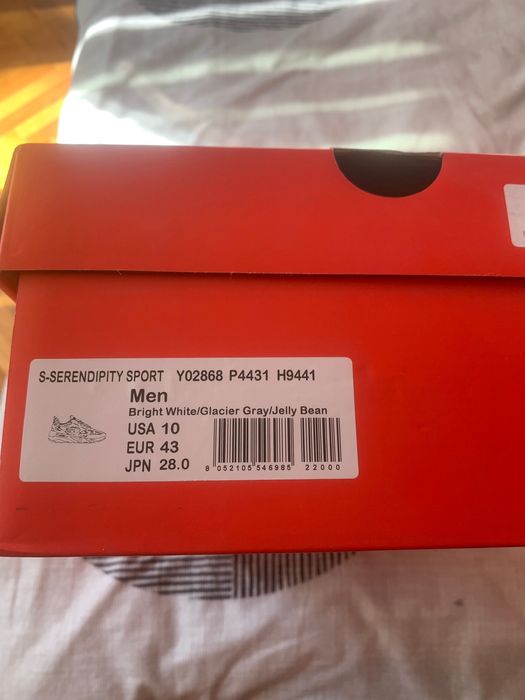 S-SERENDIPITY SPORT Y02868 P4431 H9441
Men
Bright White/Glacier Gray/Jelly Bean
USA 10
EUR 43
JPN 28.0
8 052105 546985 22000